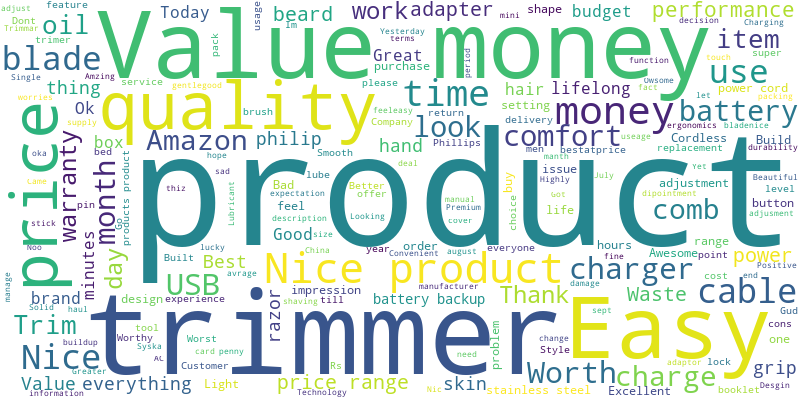 adjust
feature
Dont
Trimmar
trimer
oil
Today
beard
usage
lm
pack
Value money
Yesterday
terms
mini
work
adapter
shape
budget
performance
decision
Charging
item
super
blade
thing
Single
Amzing
service
Great
purchase
period
function
Owsome
touch
use
gentlegood
worries
supply
quality
please
time
hair
lifelong
fact
let
power cord
packing
Ok
brush
feeleasy
Company
return
setting
money
battery
price
box
Amazon
philip
hand
look
delivery
comfort
useage
ergonomics
bladenice
Phillips
men
bestatprice
Cordless
Build
replacement
durability
oka
bed
Smooth
deal
issue
Yet
Beautiful
warranty
month
hope
sad
thiz
lube
Bad
Better
expectation
offer
manth
Highly
July
adjustment
level
Came
pin
Lubricant
feel
manual
Premium
Got
life
dipointment
button
product
choice
buy
comb
adjusment
stick
Go
products product
description
Looking
cover
Noo
lucky
Good
size
hours
range
day
minutes
Built
Best
China
year
order
Convenient
august
everyone
fine
Awesome
point
Positive
manage
USB
avrage
Nice product
manufacturer
charger
damage
cost
end
power
brand
design
experience
impression
till
battery backup
Thank
Waste
cable
Solid
haul
Trim
tool
Worthy
razor
shaving
trimmer
sept
Easy
Gud
cons
one
buildup
Syska
Worst
problem
change
Style
Nice
AC
card
penny
Customer
Rs
need
adaptor
lock
grip
Greater
Value
everything
Light
price range
Technology
Nic
skin
stainless steel
Worth
charge
Excellent
booklet
Desgin
information